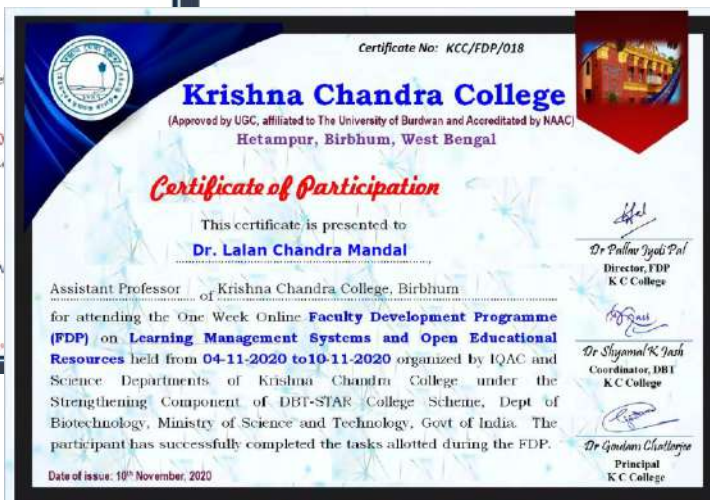 Certificate No: KCC/FDP/018
Krishna Chandra College
(Approved by UGC, affiliated to The University of Burdwan and Accreditated by NAAC)
Hetampur, Birbhum, West Bengal
Certificate of Participation
This certificate is presented to
Dr. Lalan Chandra Mandal
Assistant Professor of Krishna Chandra College, Birbhum
for attending the One Week Online Faculty Development Programme
(FDP) on Learning Management Systems and Open Educational
Resources held from 04-11-2020 to10-11-2020 organized by IQAC and
Science Departments of Krishna Chandra College under the
Strengthening Component of DBT-STAR College Scheme, Dept of
Biotechnology, Ministry of Science and Technology, Govt of India. The
participant has successfully completed the tasks allotted during the FDP.
Date of issue: 10th November, 2020
Dr Pallav Jyoti Pal
Director, FDP
K C College
Dr Shyamal K Jash
Coordinator, DBT
K C College
Dr Goutam Chatterjee
Principal
K C College